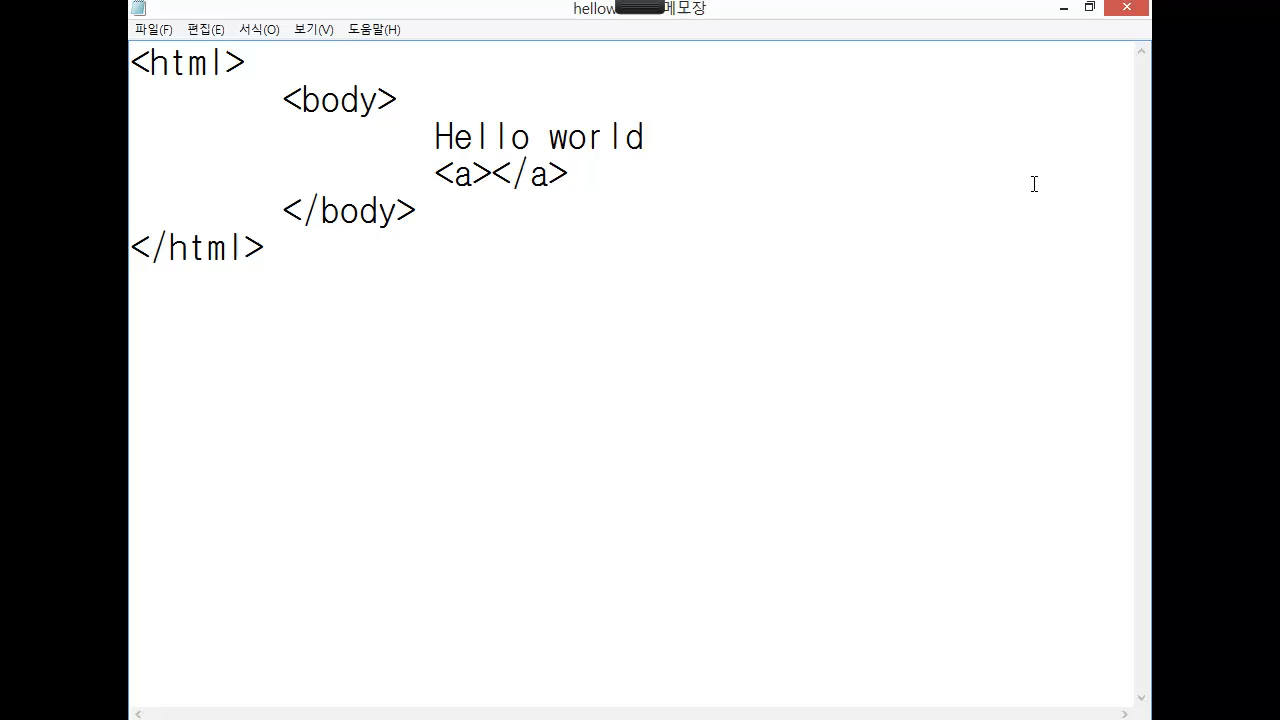 메모장
파일(F) 편집(E) 서식(O) 보기(V) 도움말(H)
<html>
<body>
Hello world
<a></a>
</body>
</html>